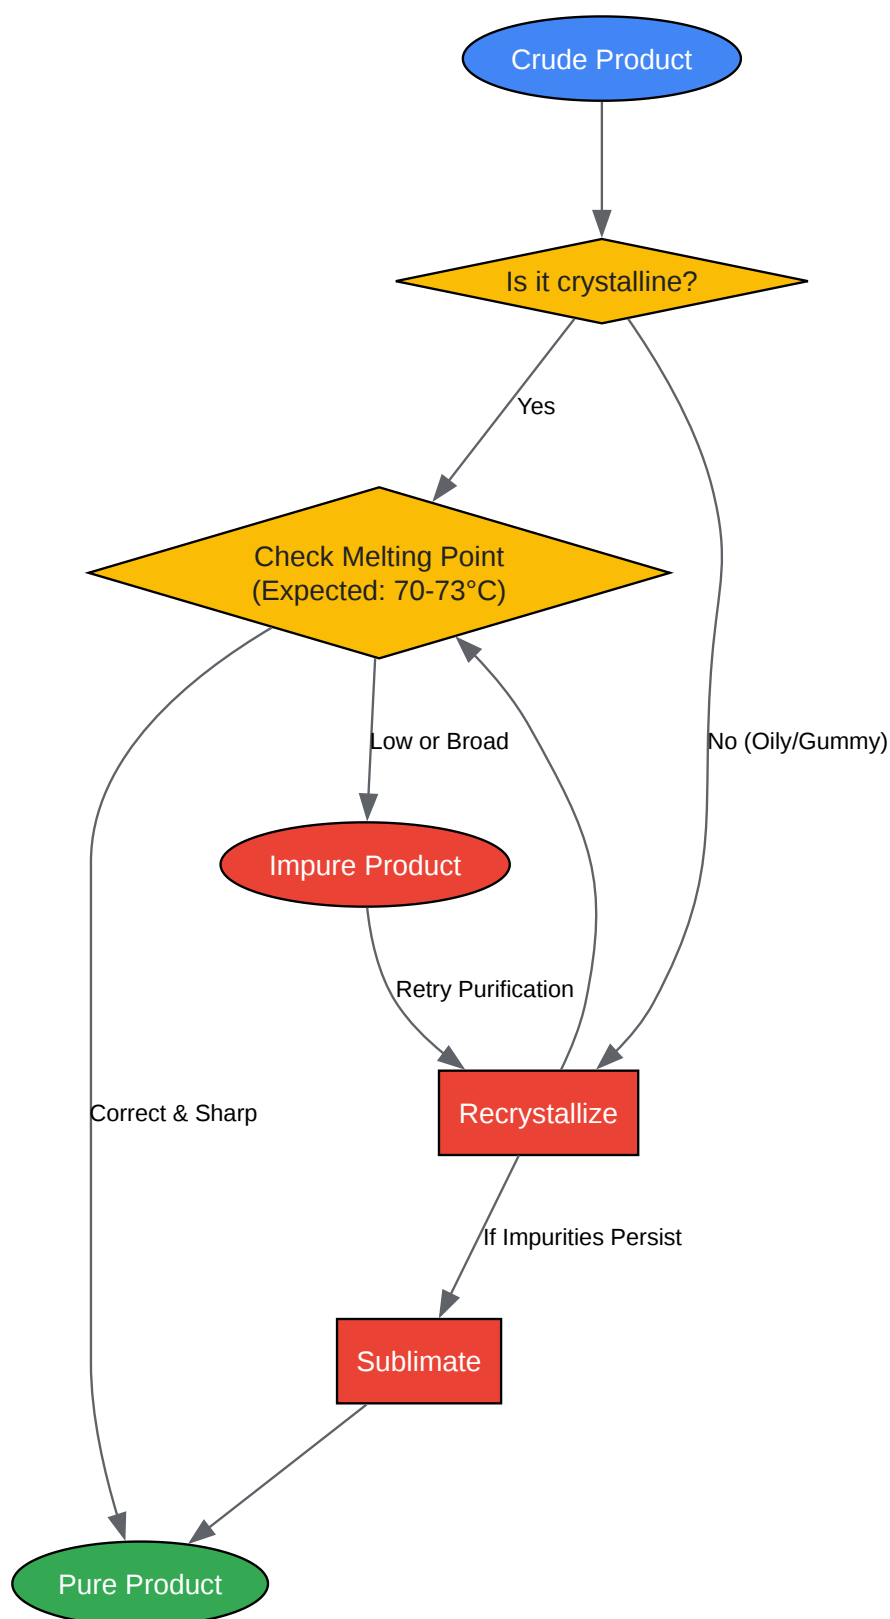 Crude Product
Is it crystalline?
Yes
Check Melting Point
(Expected: 70-73°C)
Low or Broad
No (Oily/Gummy)
Impure Product
Retry Purification
Correct & Sharp
Recrystallize
If Impurities Persist
Sublimate
Pure Product